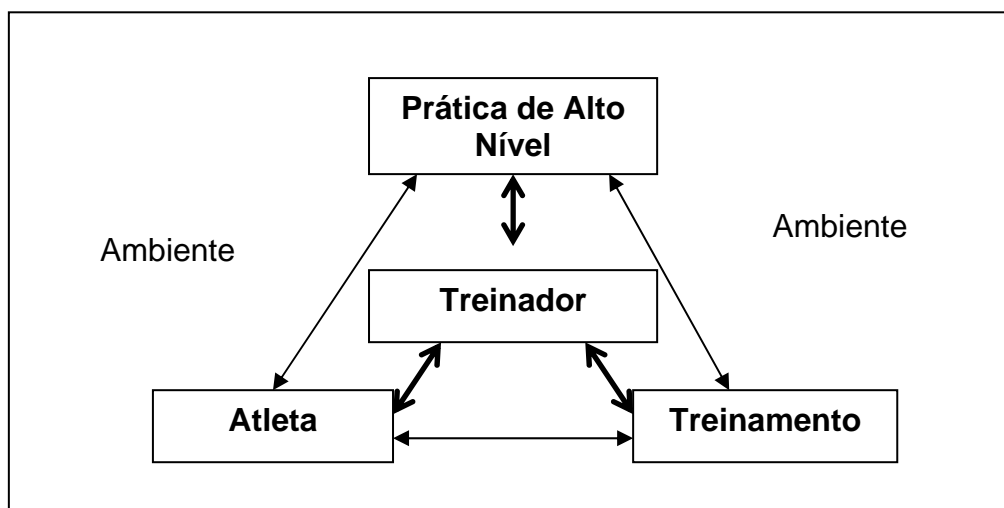 Prática de Alto
Nível
Ambiente
Ambiente
Treinador
Atleta
Treinamento